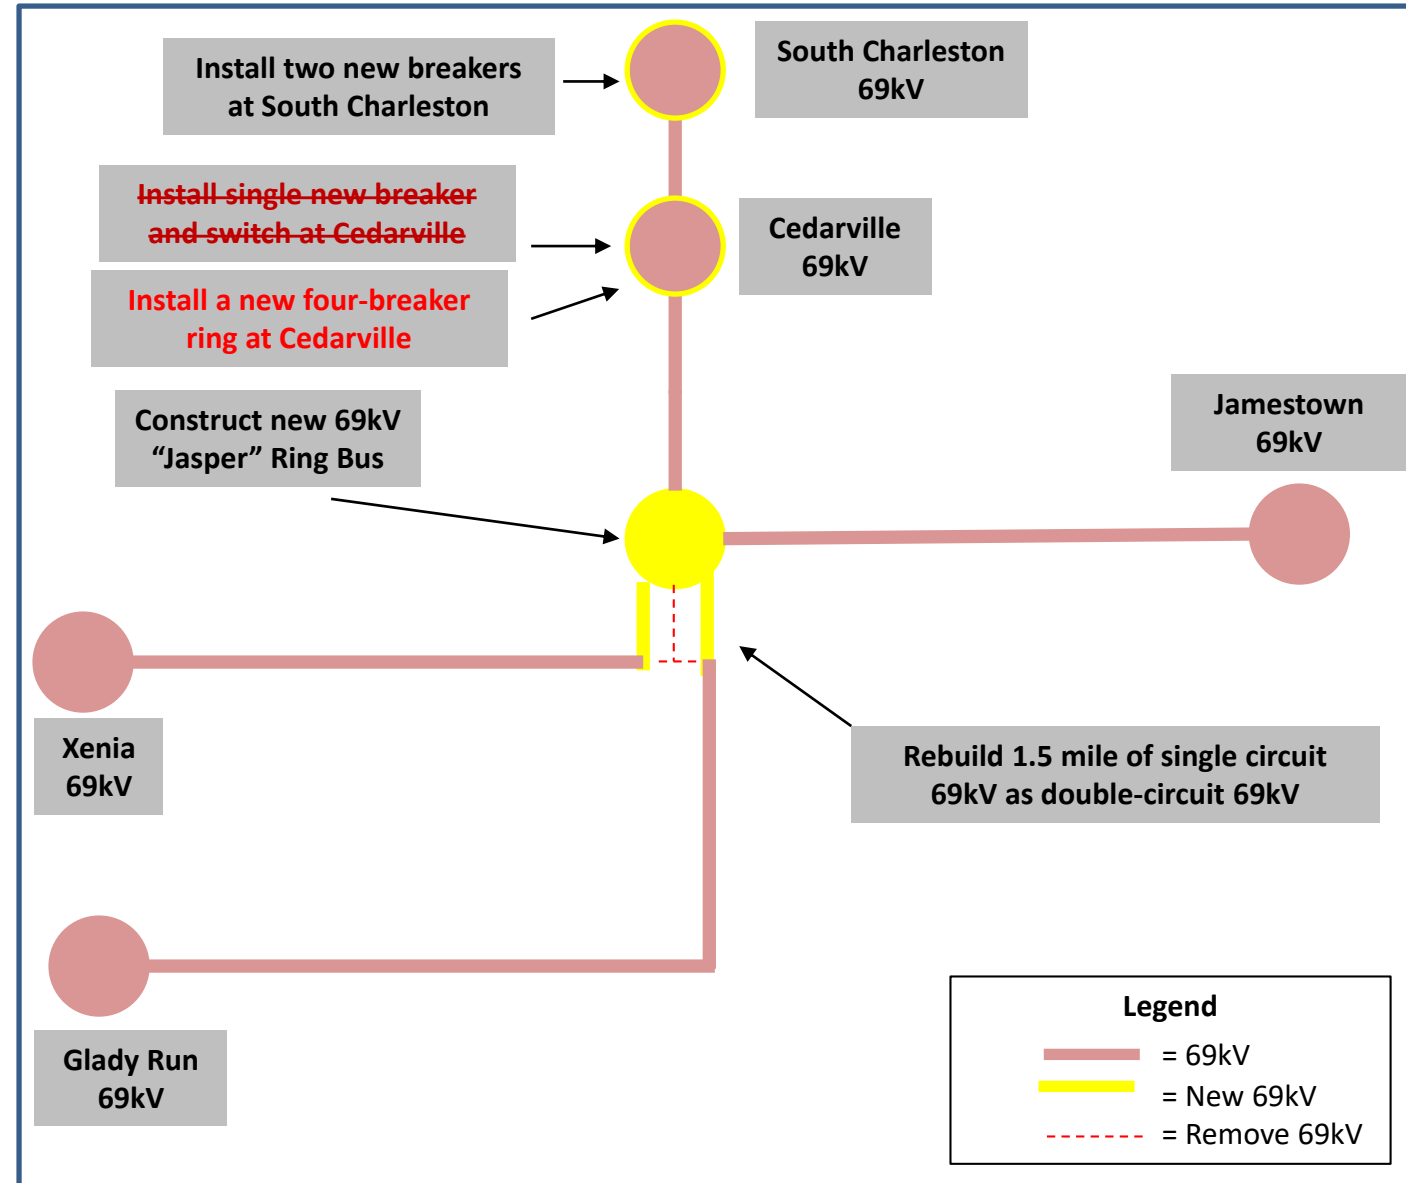 Install two new breakers
at South Charleston
South Charleston
69kV
Install single new breaker
and switch at Cedarville
Cedarville
69kV
Install a new four-breaker
ring at Cedarville
Construct new 69kV
“Jasper” Ring Bus
Jamestown
69kV
Xenia
69kV
Rebuild 1.5 mile of single circuit
69kV as double-circuit 69kV
Glady Run
69kV
Legend
= 69kV
= New 69kV
= Remove 69kV